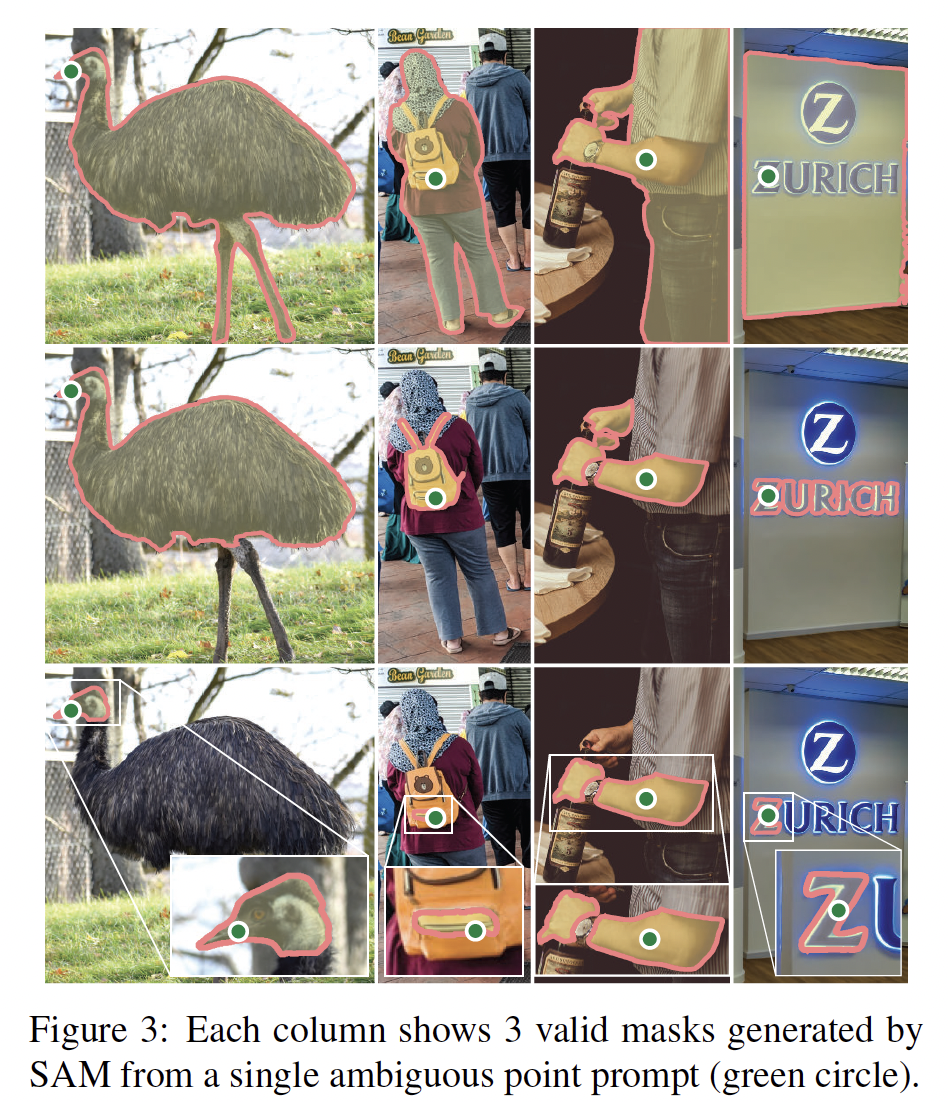 Bean Garden
Z
ZURICH
Bean Garden
Z
ZURICH
Bean Garden
Z
ZURICH
Z
U
Figure 3: Each column shows 3 valid masks generated by
SAM from a single ambiguous point prompt (green circle).